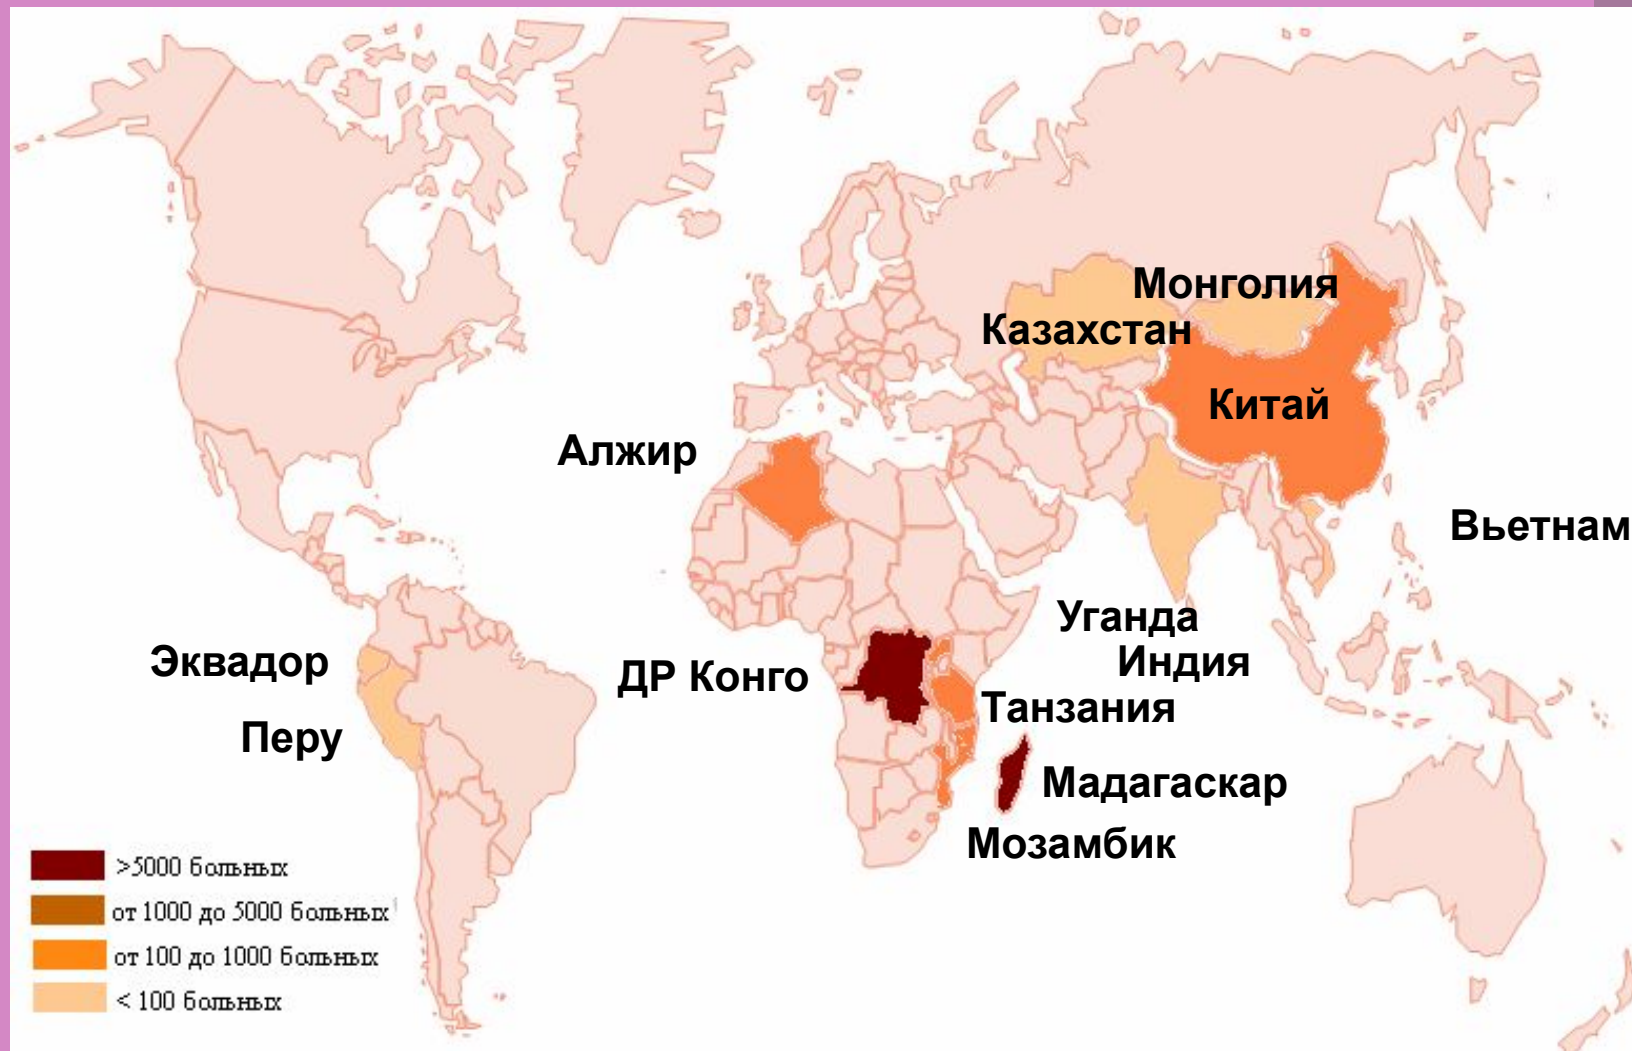 Монголия
Казахстан
Китай
Алжир
Вьетнам
Уганда
Эквадор
Индия
ДР Конго
Танзания
Перу
Мадагаскар
Мозамбик
>5000 больных
от 1000 до 5000 больных
от 100 до 1000 больных
< 100 больных